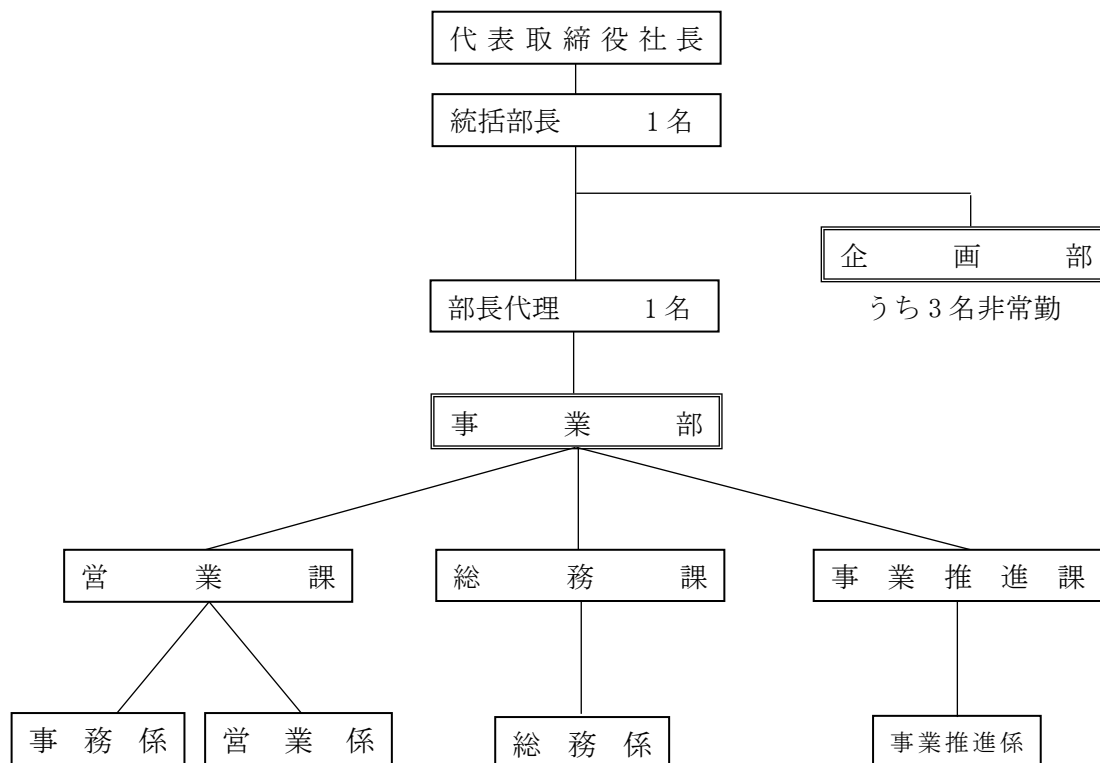 代表取締役社長
統括部長 1名
企画部
うち3名非常勤
部長代理 1名
事業部
営業課
総務課
事業推進課
事務係
営業係
総務係
事業推進係